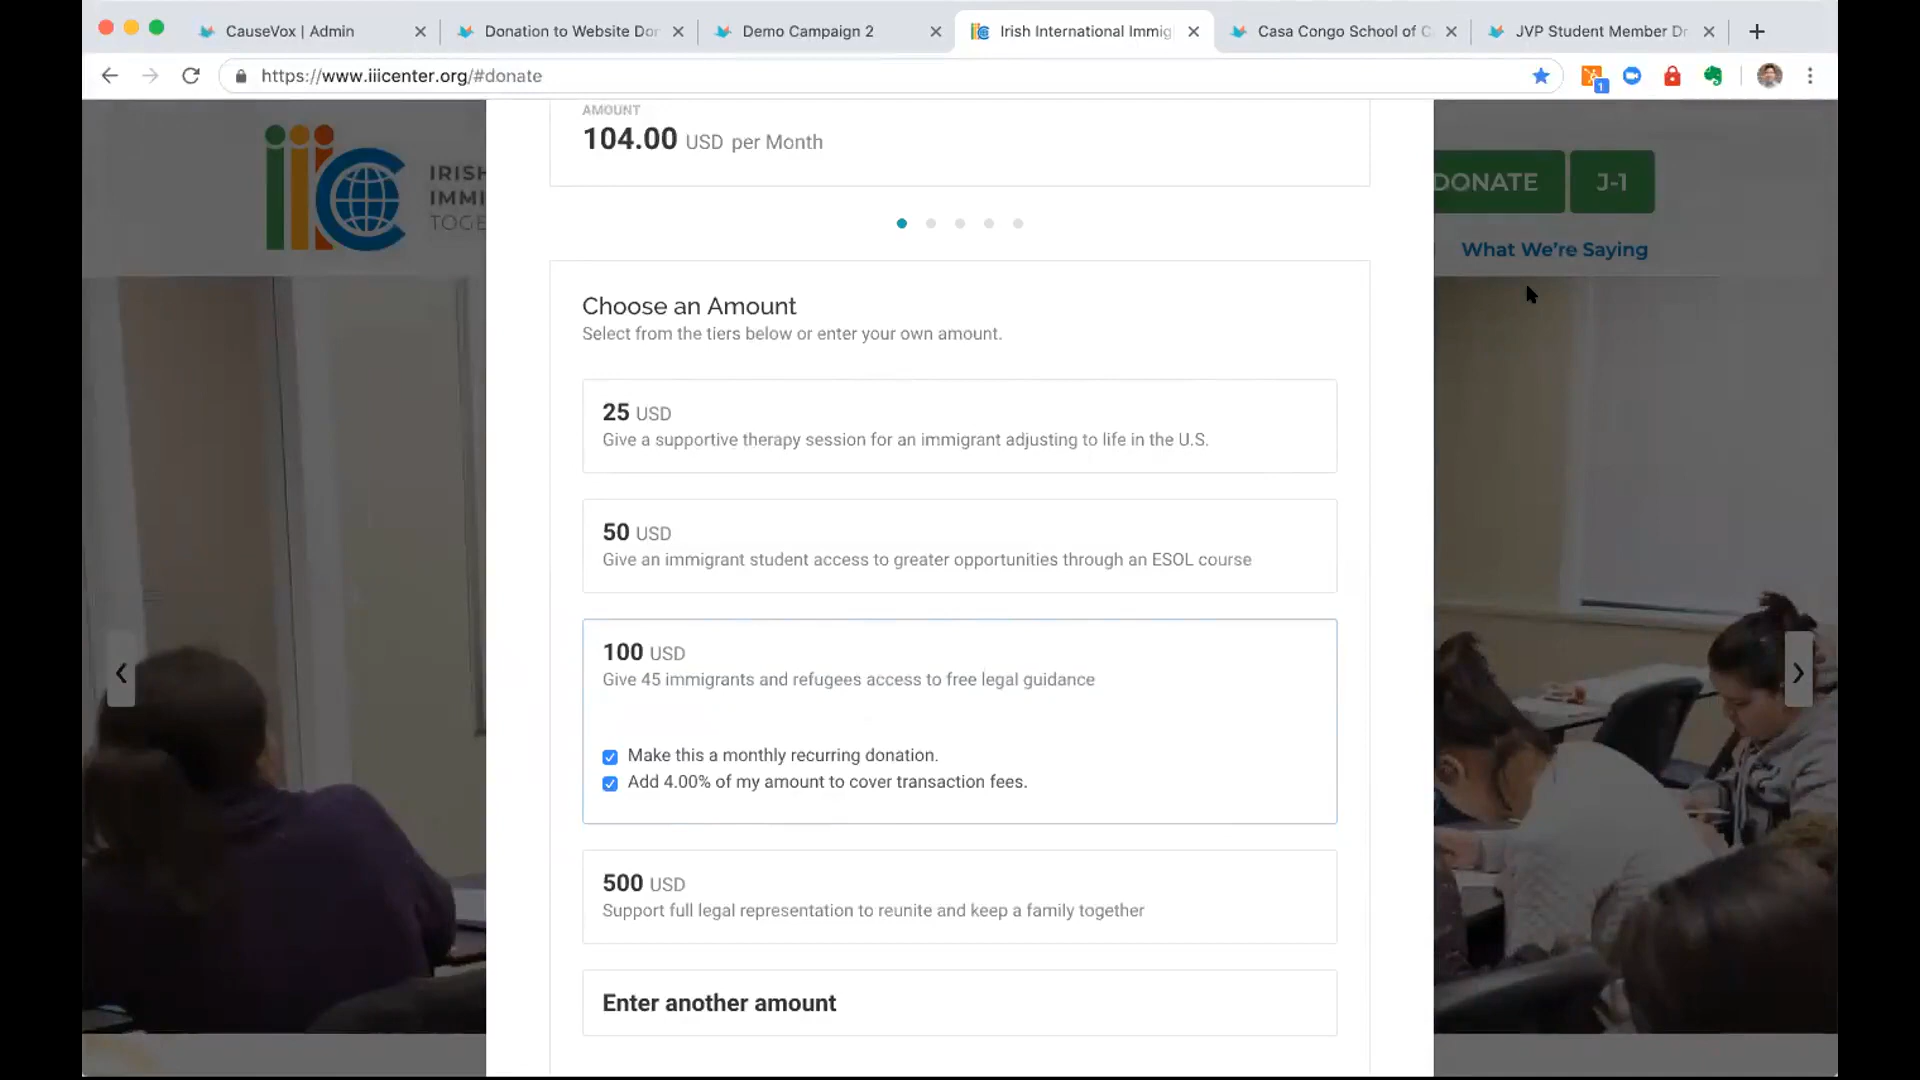 CauseVox | Admin
Donation to Website Do
Demo Campaign 2
Irish International Immig
Casa Congo School of C
JVP Student Member Dr
https://www.iiicenter.org/#donate
1
iiic
IRISH
IMMI
TOGE
DONATE
J-1
What We're Saying
AMOUNT
104.00 USD per Month
Choose an Amount
Select from the tiers below or enter your own amount.
25 USD
Give a supportive therapy session for an immigrant adjusting to life in the U.S.
50 USD
Give an immigrant student access to greater opportunities through an ESOL course
100 USD
Give 45 immigrants and refugees access to free legal guidance
Make this a monthly recurring donation.
Add 4.00% of my amount to cover transaction fees.
500 USD
Support full legal representation to reunite and keep a family together
Enter another amount